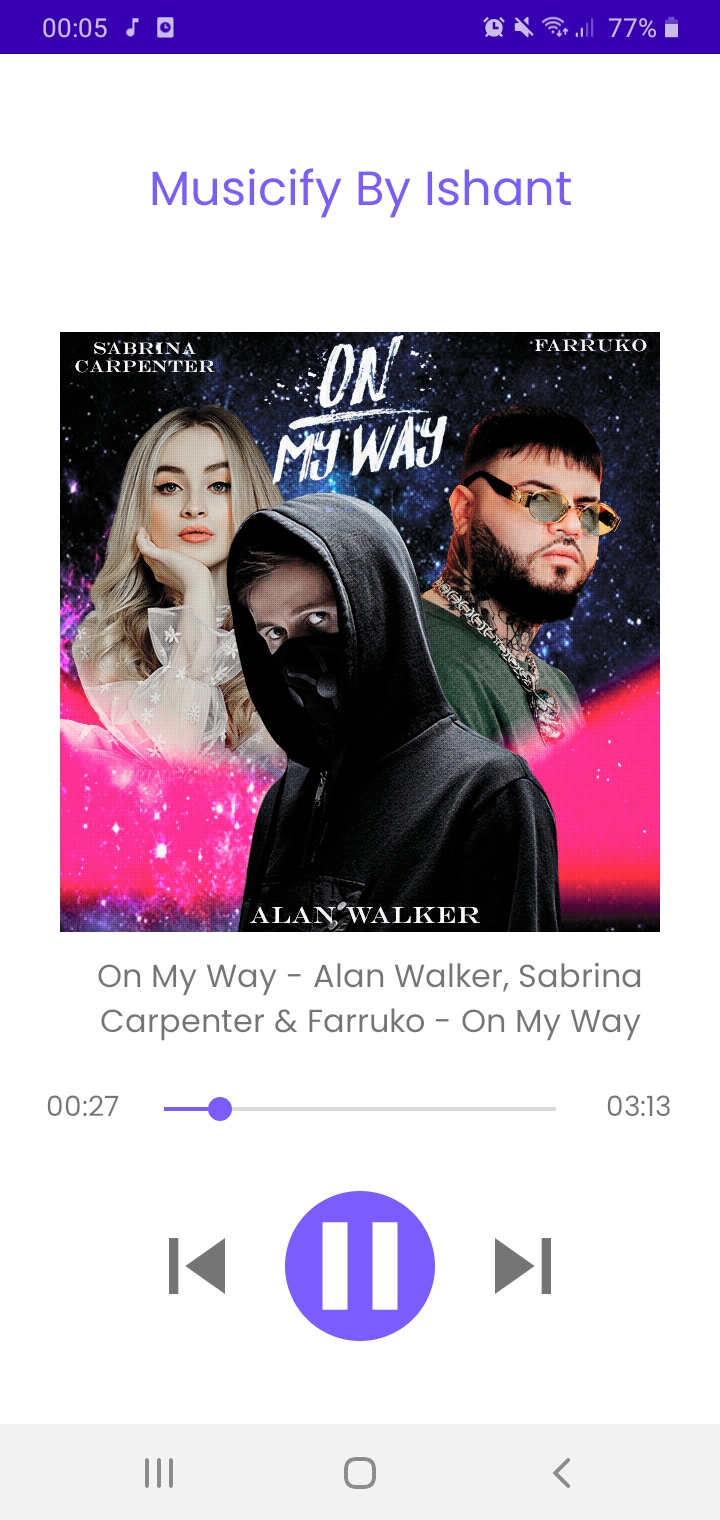 00:05
77%
Musicify By Ishant
SABRINA
CARPENTER
FARRUKO
ON
MY WAY
ALAN WALKER
On My Way - Alan Walker, Sabrina
Carpenter & Farruko - On My Way
00:27
03:13